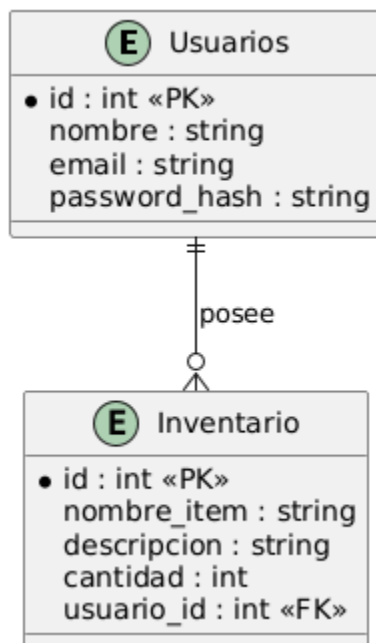 E Usuarios
id : int «PK»
nombre : string
email : string
password_hash : string
posee
E Inventario
id : int «PK»
nombre_item : string
descripcion : string
cantidad : int
usuario_id : int «FK»